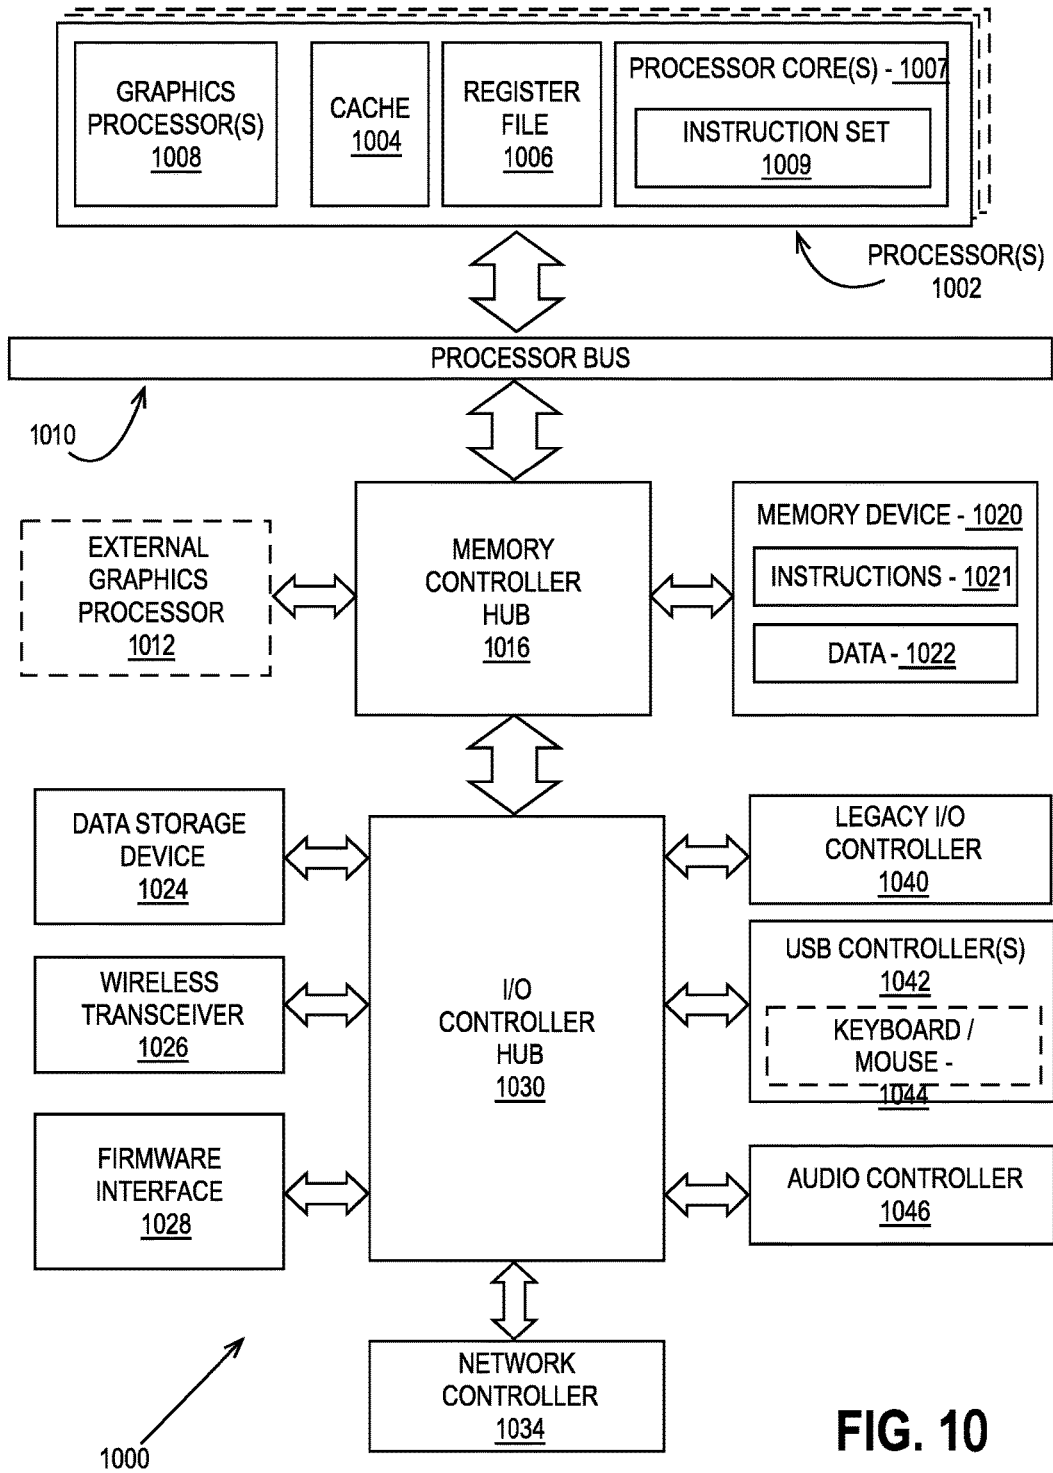 GRAPHICS
PROCESSOR(S)
1008
CACHE
1004
REGISTER
FILE
1006
PROCESSOR CORE(S) - 1007
INSTRUCTION SET
1009
PROCESSOR(S)
1002
PROCESSOR BUS
1010
EXTERNAL
GRAPHICS
PROCESSOR
1012
MEMORY
CONTROLLER
HUB
1016
MEMORY DEVICE - 1020
INSTRUCTIONS - 1021
DATA - 1022
DATA STORAGE
DEVICE
1024
WIRELESS
TRANSCEIVER
1026
FIRMWARE
INTERFACE
1028
I/O
CONTROLLER
HUB
1030
LEGACY I/O
CONTROLLER
1040
USB CONTROLLER(S)
1042
KEYBOARD /
MOUSE -
1044
AUDIO CONTROLLER
1046
NETWORK
CONTROLLER
1034
1000
FIG. 10